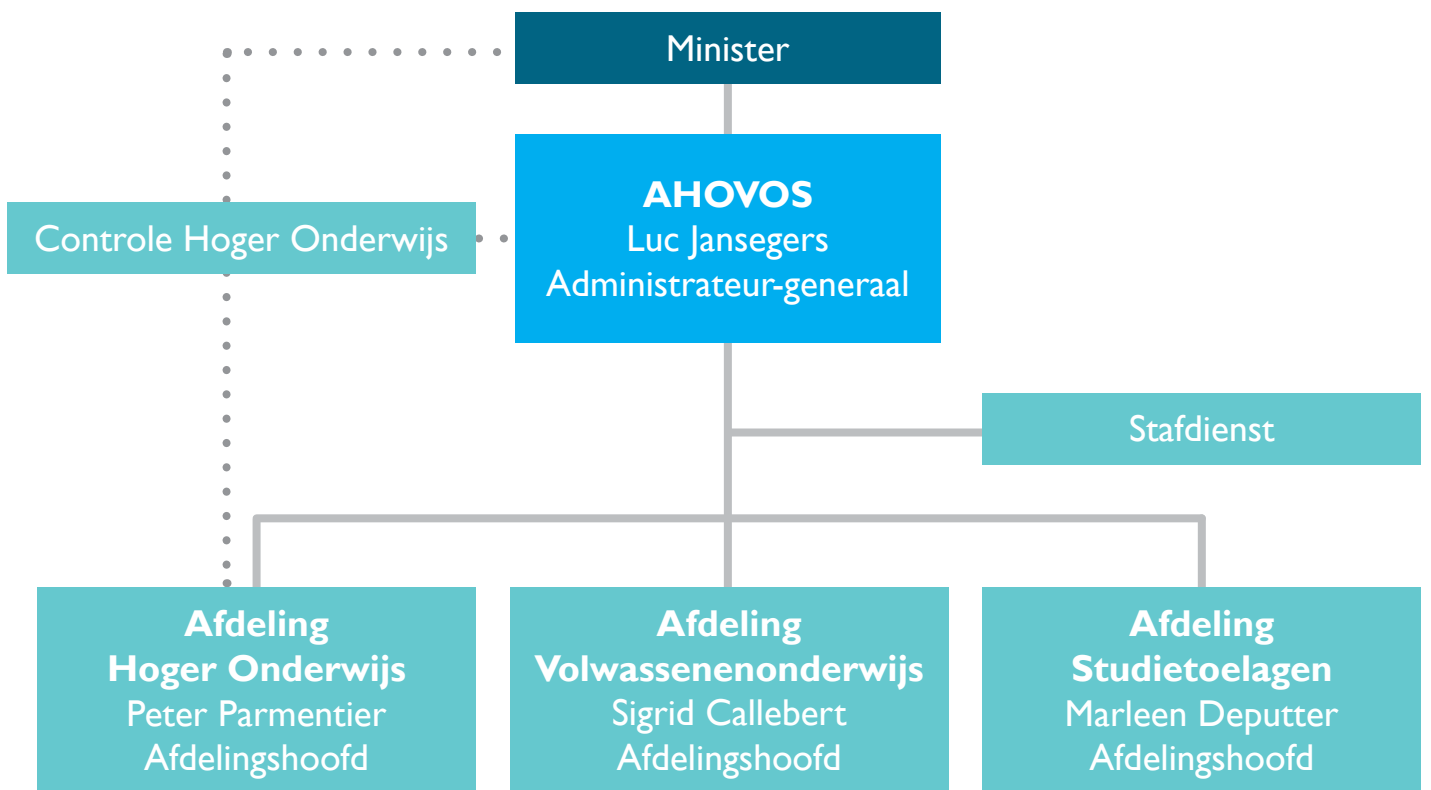 Minister
AHOVOS
Luc Jansegers
Administrateur-generaal
Controle Hoger Onderwijs
Stafdienst
Afdeling
Hoger Onderwijs
Peter Parmentier
Afdelingshoofd
Afdeling
Volwassenenonderwijs
Sigrid Callebert
Afdelingshoofd
Afdeling
Studietoelagen
Marleen Deputter
Afdelingshoofd